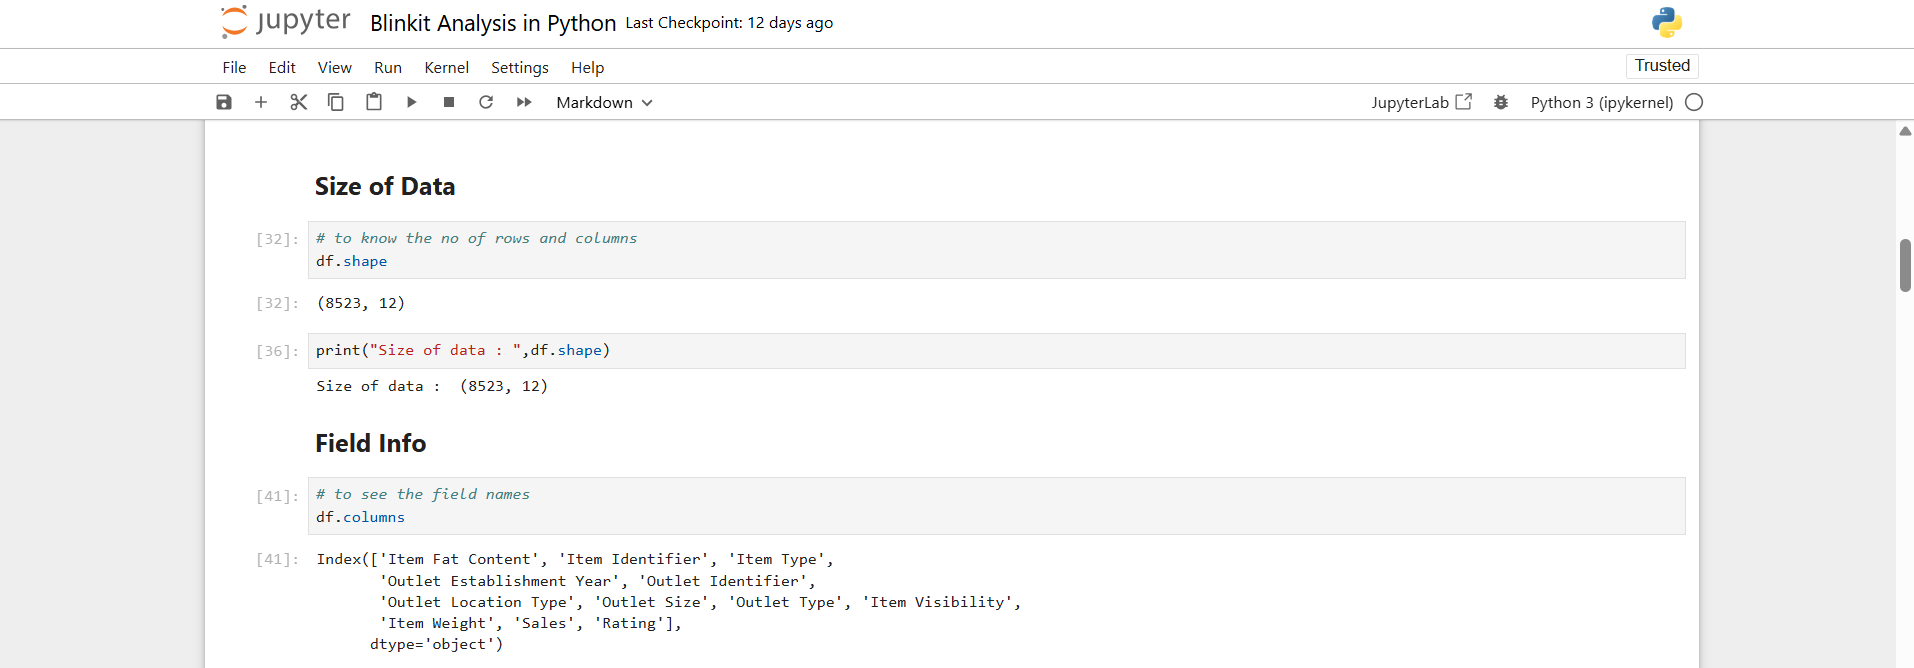 jupyter Blinkit Analysis in Python Last Checkpoint: 12 days ago
File Edit View Run Kernel Settings Help Trusted
Markdown JupyterLab Python 3 (ipykernel)
Size of Data
[32]: # to know the no of rows and columns
df.shape
[32]: (8523, 12)
[36]: print("Size of data : ",df.shape)
Size of data :  (8523, 12)
Field Info
[41]: # to see the field names
df.columns
[41]: Index(['Item Fat Content', 'Item Identifier', 'Item Type',
'Outlet Establishment Year', 'Outlet Identifier',
'Outlet Location Type', 'Outlet Size', 'Outlet Type', 'Item Visibility',
'Item Weight', 'Sales', 'Rating'],
dtype='object')